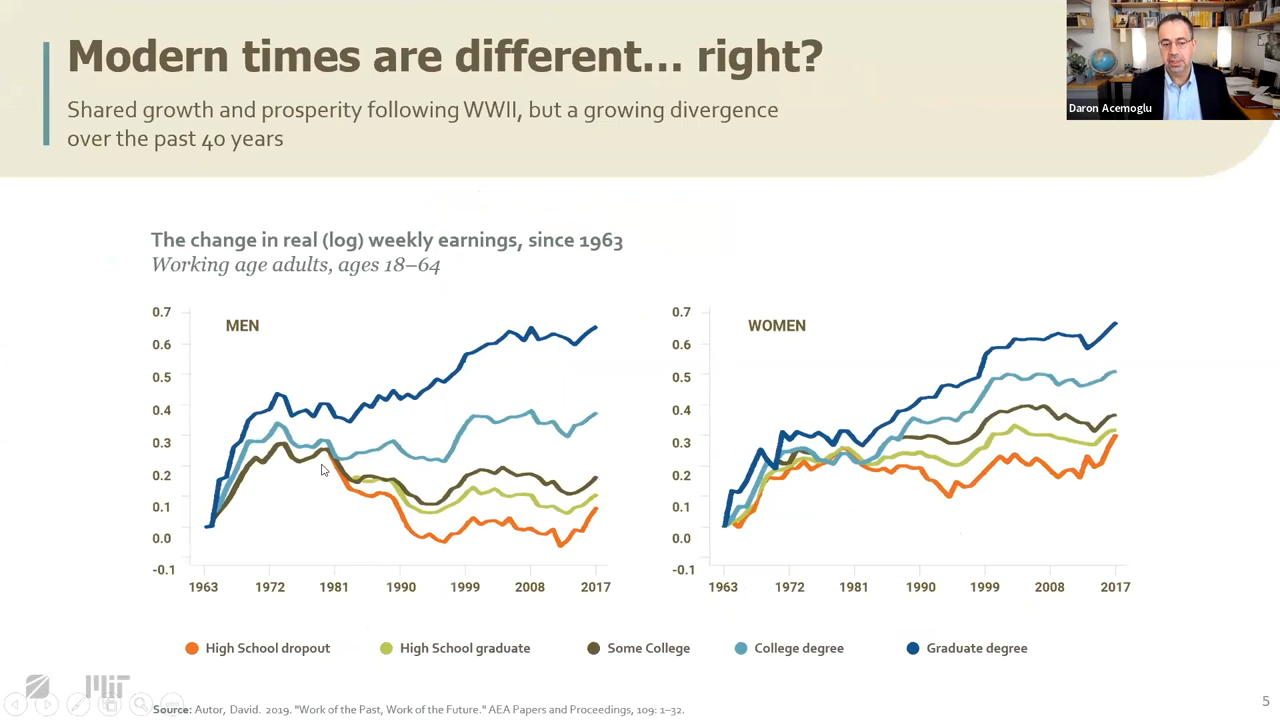 Modern times are different... right?
Shared growth and prosperity following WWII, but a growing divergence
over the past 40 years
Daron Acemoglu
The change in real (log) weekly earnings, since 1963
Working age adults, ages 18–64
MEN
0.7
0.6
0.5
0.4
0.3
0.2
0.1
0.0
-0.1
1963 1972 1981 1990 1999 2008 2017
WOMEN
0.7
0.6
0.5
0.4
0.3
0.2
0.1
0.0
-0.1
1963 1972 1981 1990 1999 2008 2017
High School dropout High School graduate Some College College degree Graduate degree
MIT
Source: Autor, David. 2019. "Work of the Past, Work of the Future." AEA Papers and Proceedings, 109: 1–32.
5